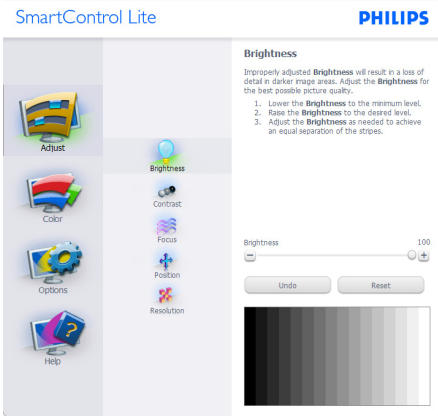 SmartControl Lite
PHILIPS
Adjust
Color
Options
Help
Brightness
Contrast
Focus
Position
Resolution
Brightness
Improperly adjusted Brightness will result in a loss of
detail in darker image areas. Adjust the Brightness for
the best possible picture quality.
1. Lower the Brightness to the minimum level.
2. Rase the Brightness to the desired level.
3. Adjust the Brightness as needed to achieve
an equal separation of the stripes.
Brightness 100
Undo Reset